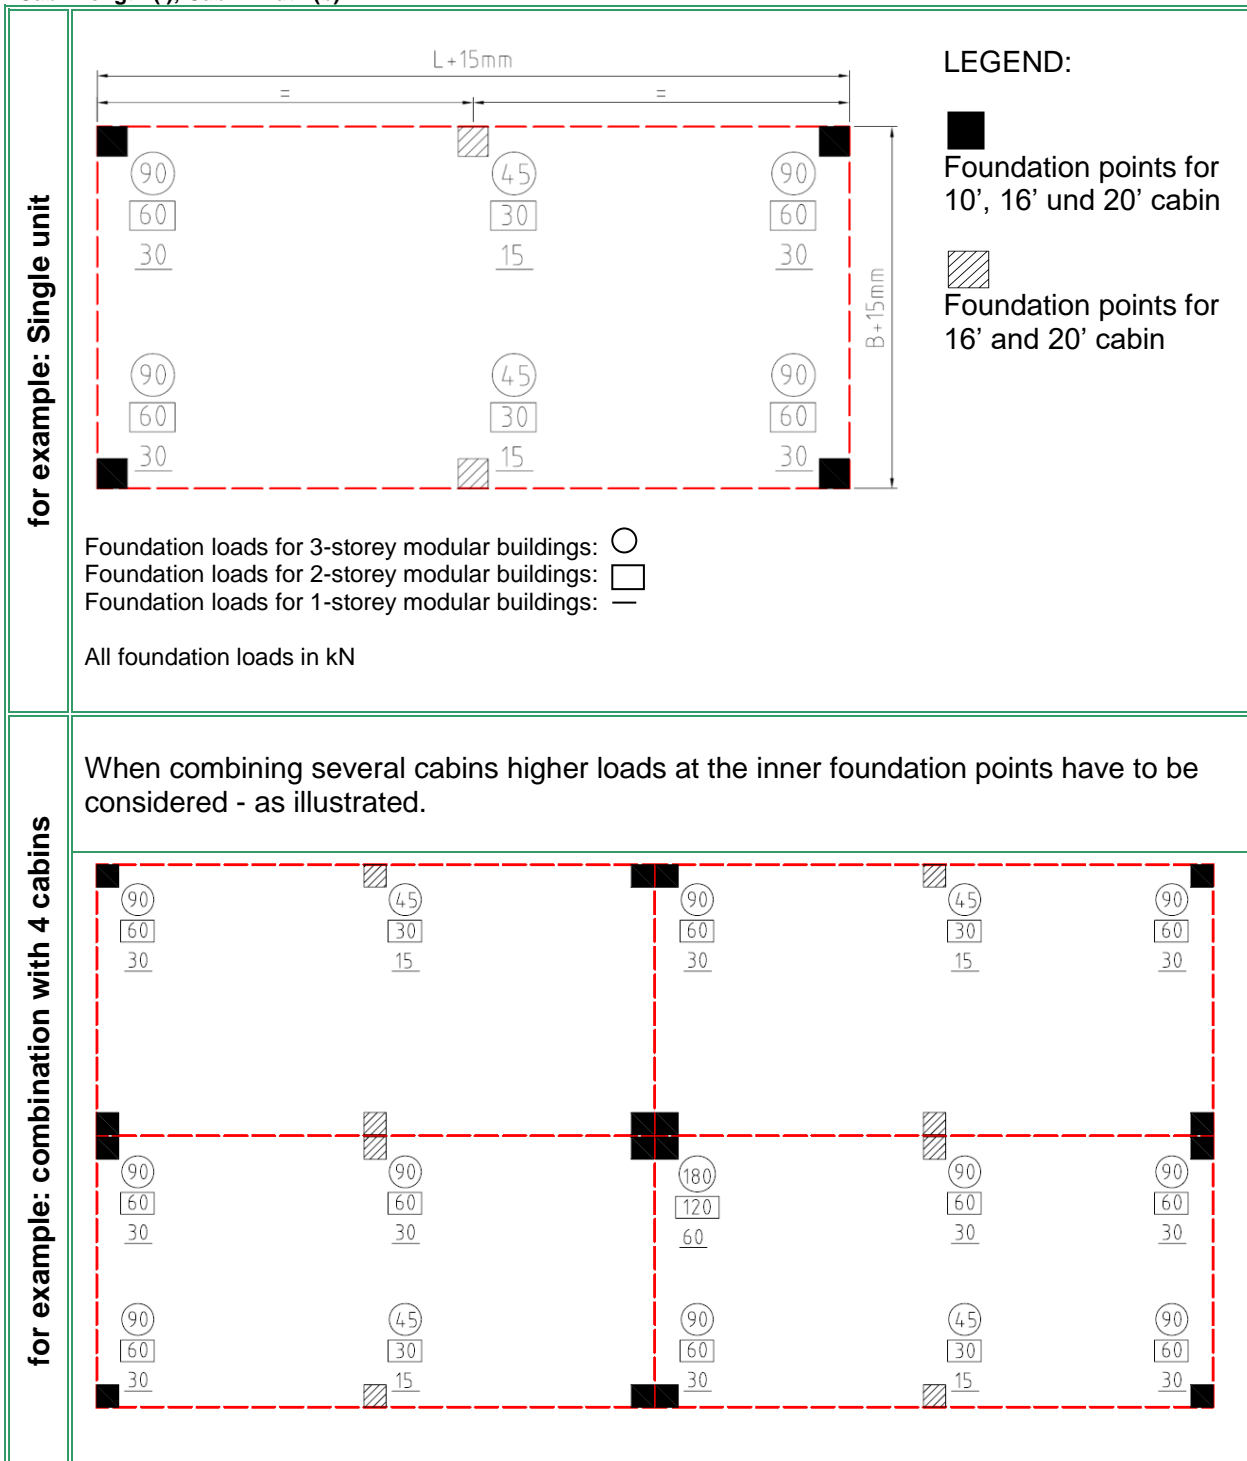 for example: Single unit
L+15mm
= =
LEGEND:
Foundation points for
10’, 16’ und 20’ cabin
Foundation points for
16’ and 20’ cabin
90 45 90
60 30 60
30 15 30
B+15mm
90 45 90
60 30 60
30 15 30
Foundation loads for 3-storey modular buildings:
Foundation loads for 2-storey modular buildings:
Foundation loads for 1-storey modular buildings:
All foundation loads in kN
for example: combination with 4 cabins
When combining several cabins higher loads at the inner foundation points have to be
considered - as illustrated.
90 45 90 45 90
60 30 60 30 60
30 15 30 15 30
90 90 180 90 90
60 60 120 60 60
30 30 60 30 30
90 45 90 45 90
60 30 60 30 60
30 15 30 15 30